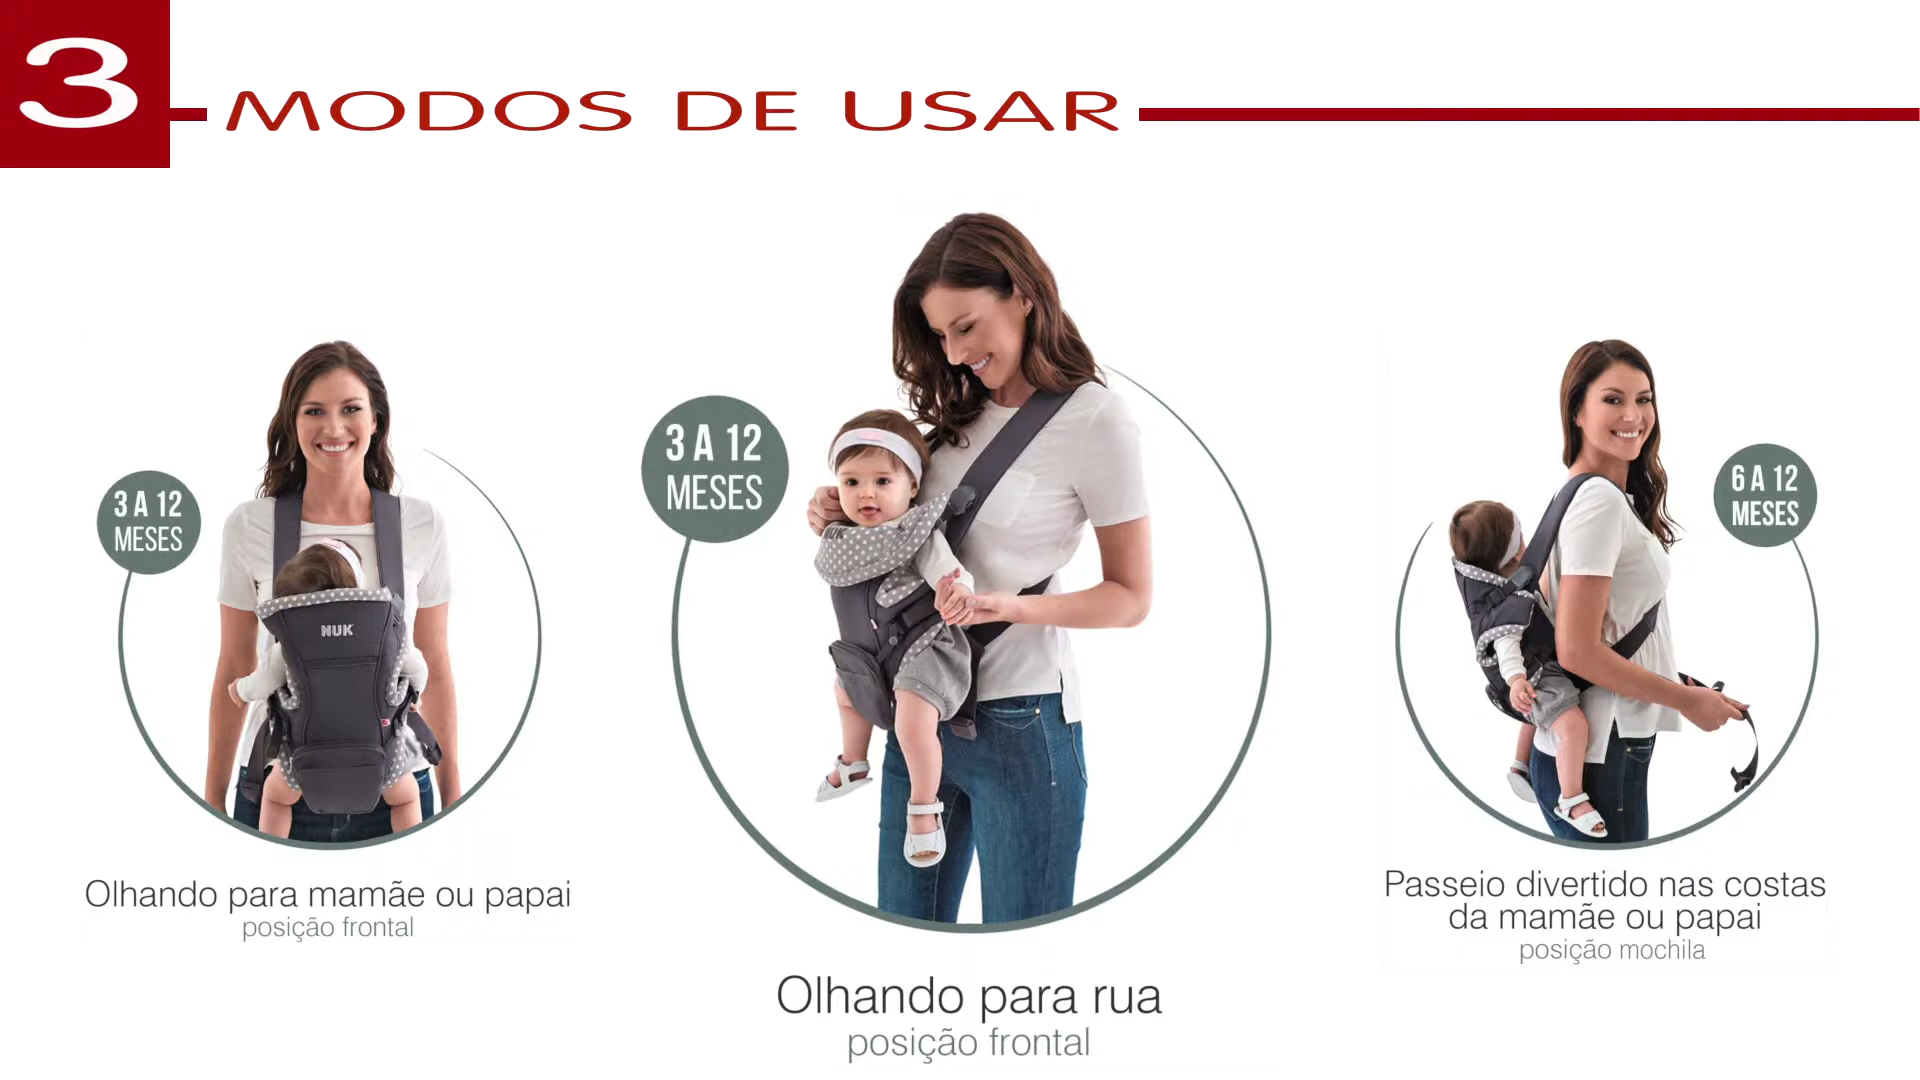 3
MODOS DE USAR
3 A 12
MESES
NUK
Olhando para mamãe ou papai
posição frontal
3 A 12
MESES
NUK
Olhando para rua
posição frontal
6 A 12
MESES
Passeio divertido nas costas
da mamãe ou papai
posição mochila